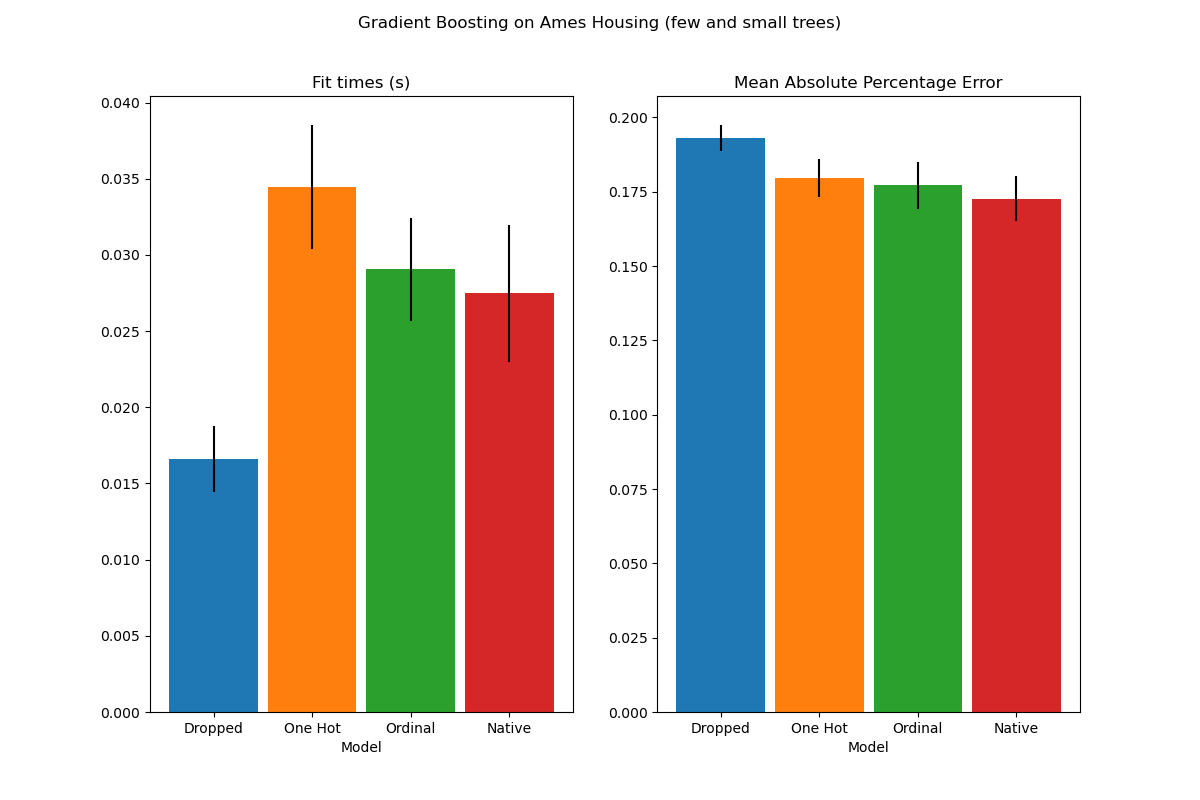 Gradient Boosting on Ames Housing (few and small trees)
Fit times (s)
0.040
0.035
0.030
0.025
0.020
0.015
0.010
0.005
0.000
Dropped One Hot Ordinal Native
Model
Mean Absolute Percentage Error
0.200
0.175
0.150
0.125
0.100
0.075
0.050
0.025
0.000
Dropped One Hot Ordinal Native
Model